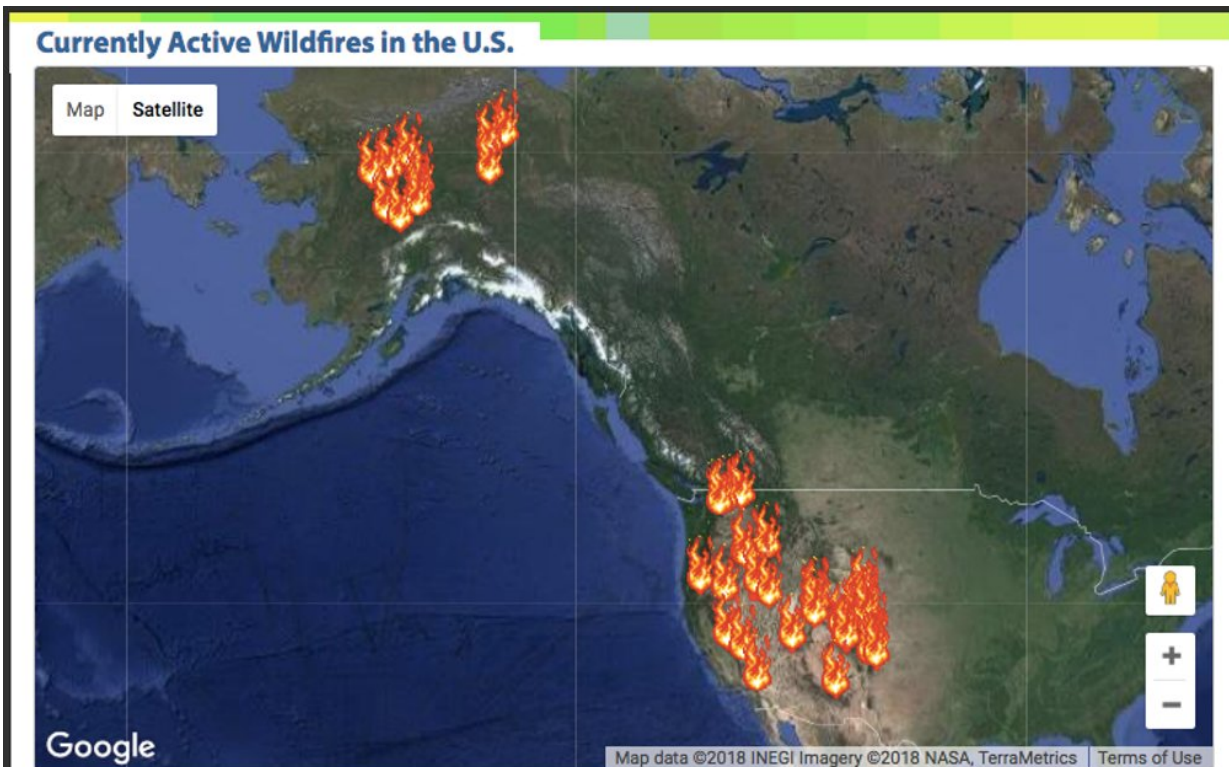 Currently Active Wildfires in the U.S.
Map Satellite
+
−
Google
Map data ©2018 INEGI Imagery ©2018 NASA, TerraMetrics Terms of Use